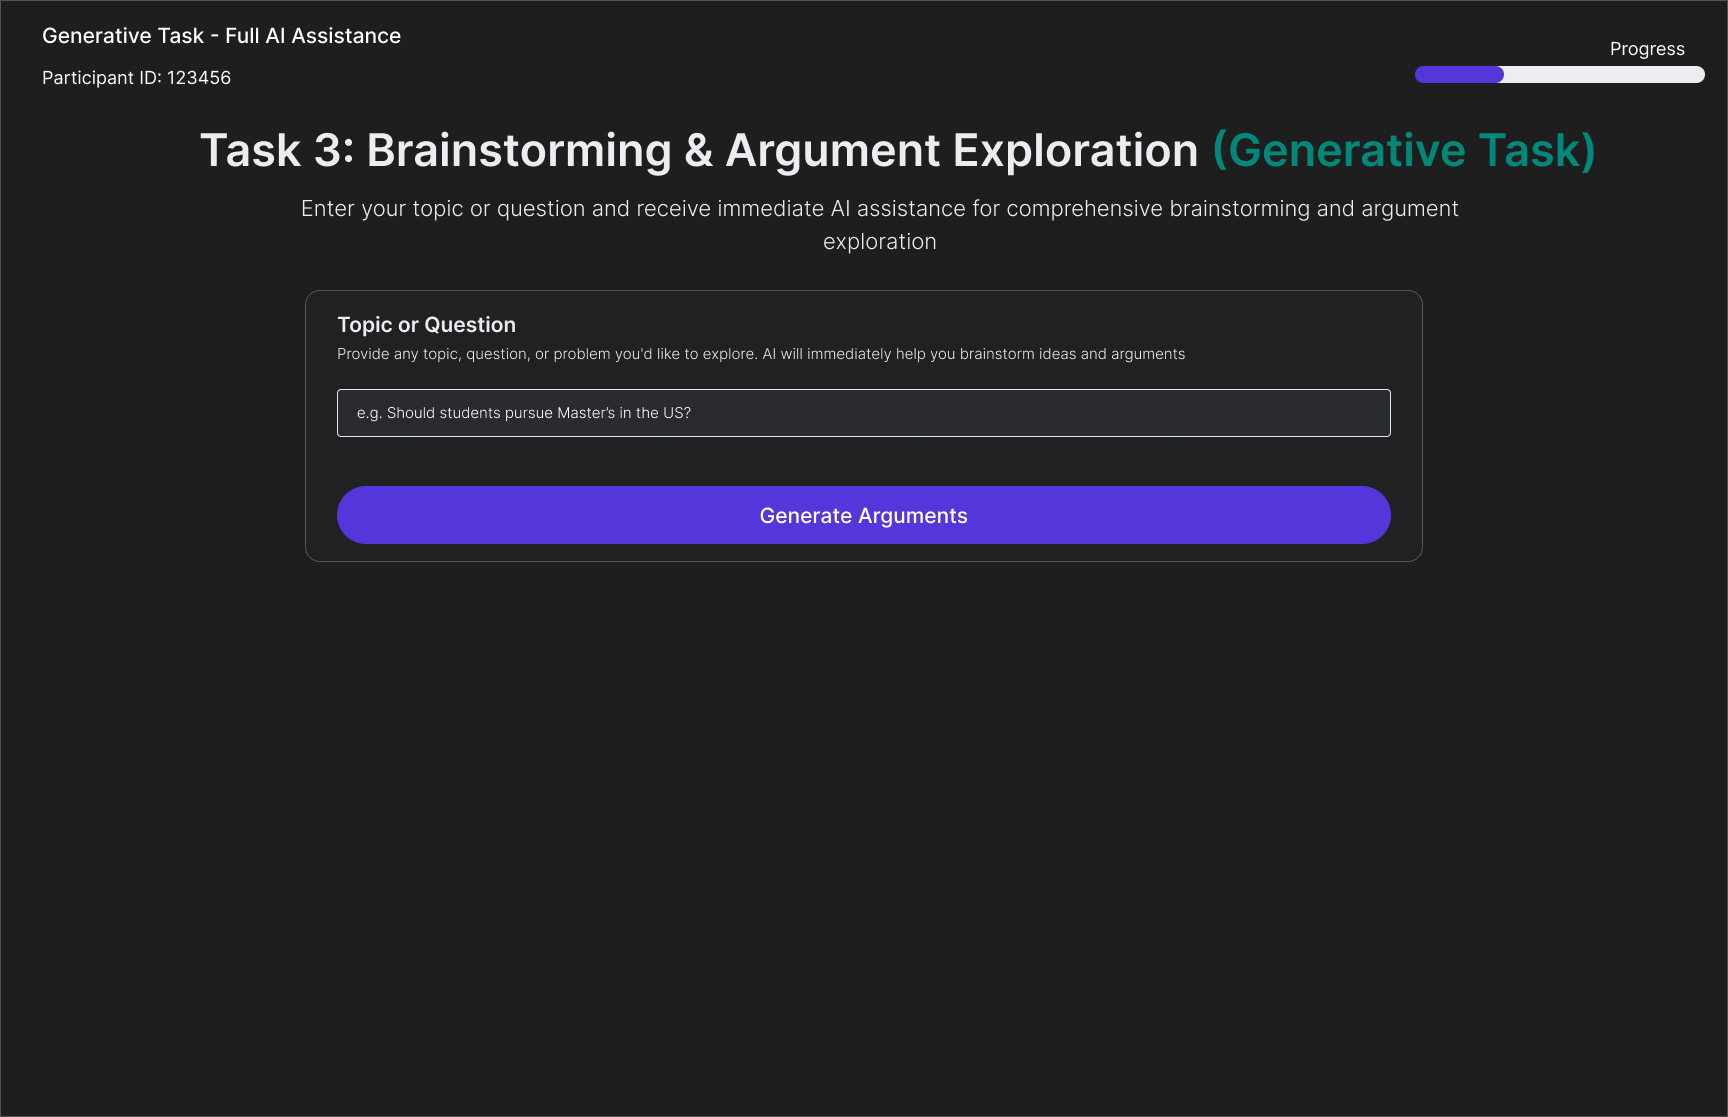 Generative Task - Full AI Assistance
Participant ID: 123456
Progress
Task 3: Brainstorming & Argument Exploration (Generative Task)
Enter your topic or question and receive immediate AI assistance for comprehensive brainstorming and argument
exploration
Topic or Question
Provide any topic, question, or problem you'd like to explore. AI will immediately help you brainstorm ideas and arguments
e.g. Should students pursue Master’s in the US?
Generate Arguments